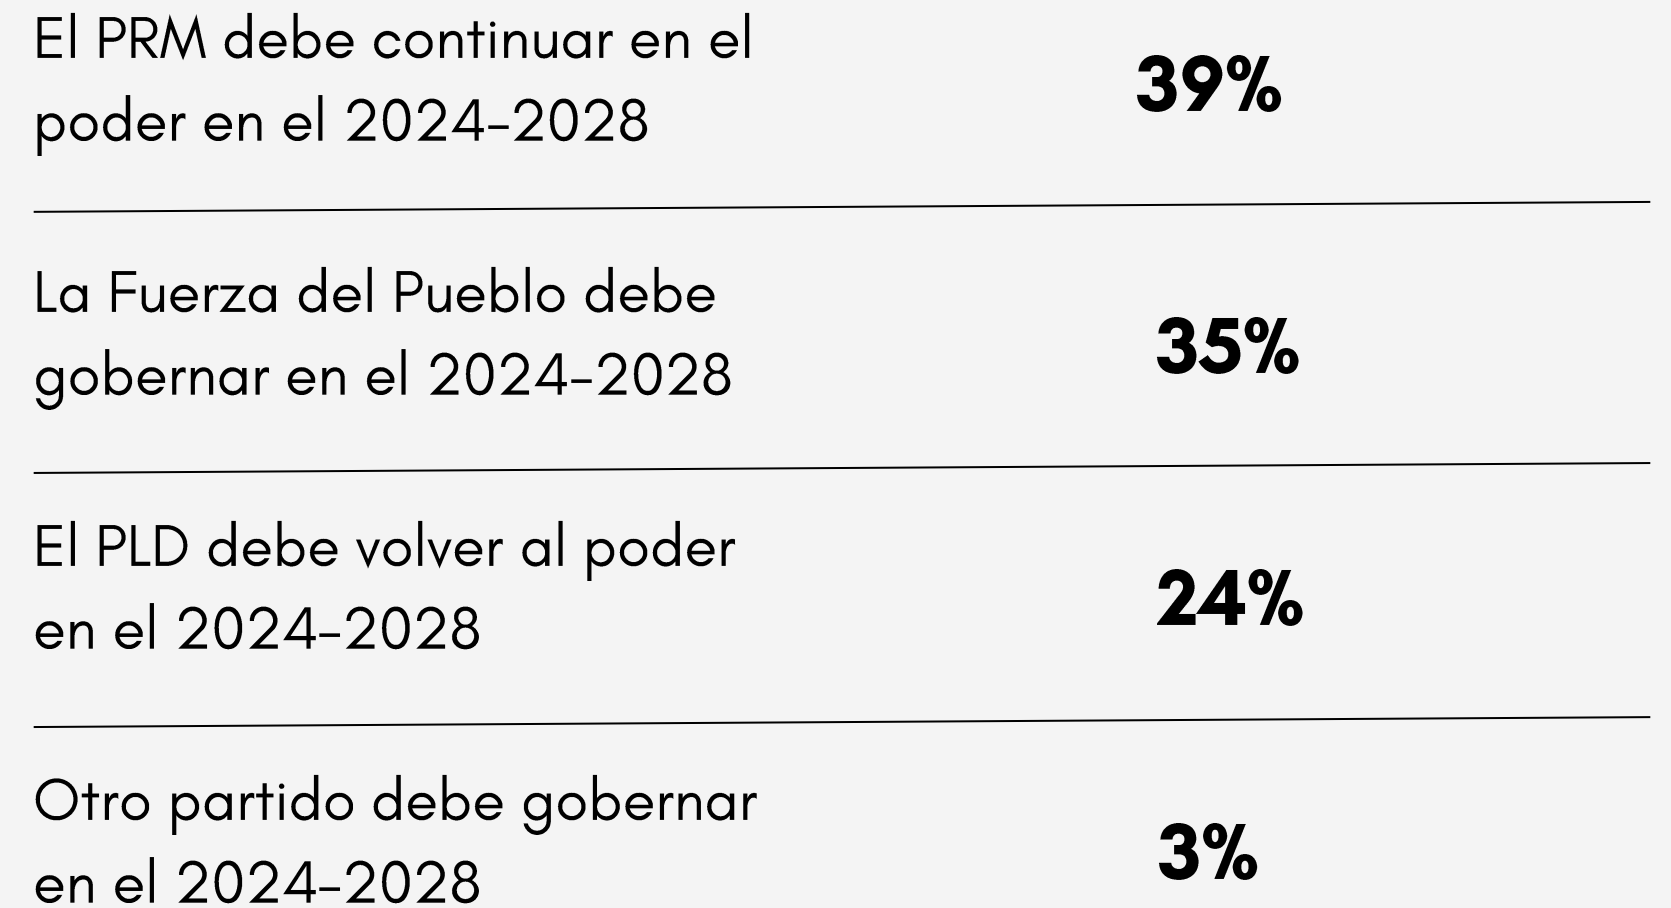 El PRM debe continuar en el
poder en el 2024-2028
39%
La Fuerza del Pueblo debe
gobernar en el 2024-2028
35%
El PLD debe volver al poder
en el 2024-2028
24%
Otro partido debe gobernar
en el 2024-2028
3%